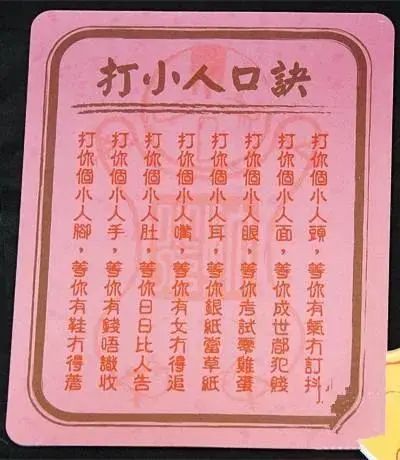 打小人口訣
打你個小人頭，等你有氣冇訂抖
打你個小人面，等你成世都犯賤
打你個小人眼，等你考試零雞蛋
打你個小人耳，等你銀紙當草紙
打你個小人嘴，等你有女冇得追
打你個小人肚，等你日日比人告
打你個小人手，等你有錢唔識收
打你個小人腳，等你有鞋冇得著